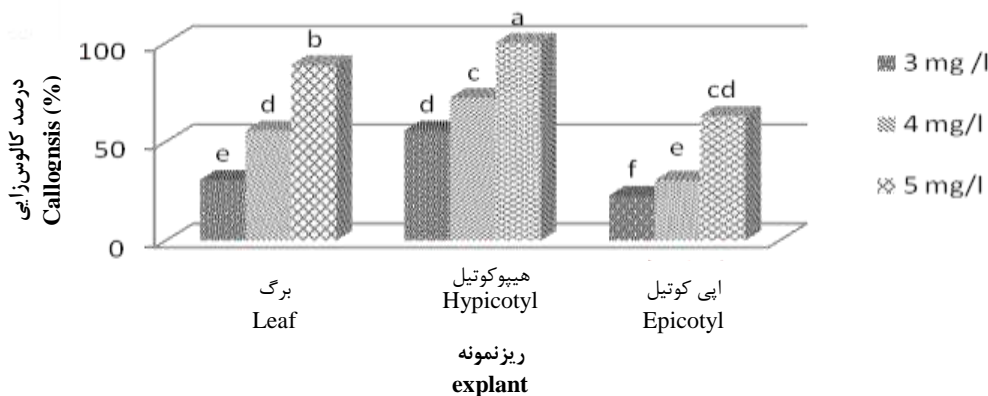 درصد کالوس‌زایی
Callognsis (%)
100
50
0
e
d
b
d
c
a
f
e
cd
3 mg /l
4 mg/l
5 mg/l
برگ
Leaf
هیپوکوتیل
Hypicotyl
اپی کوتیل
Epicotyl
ریزنمونه
explant